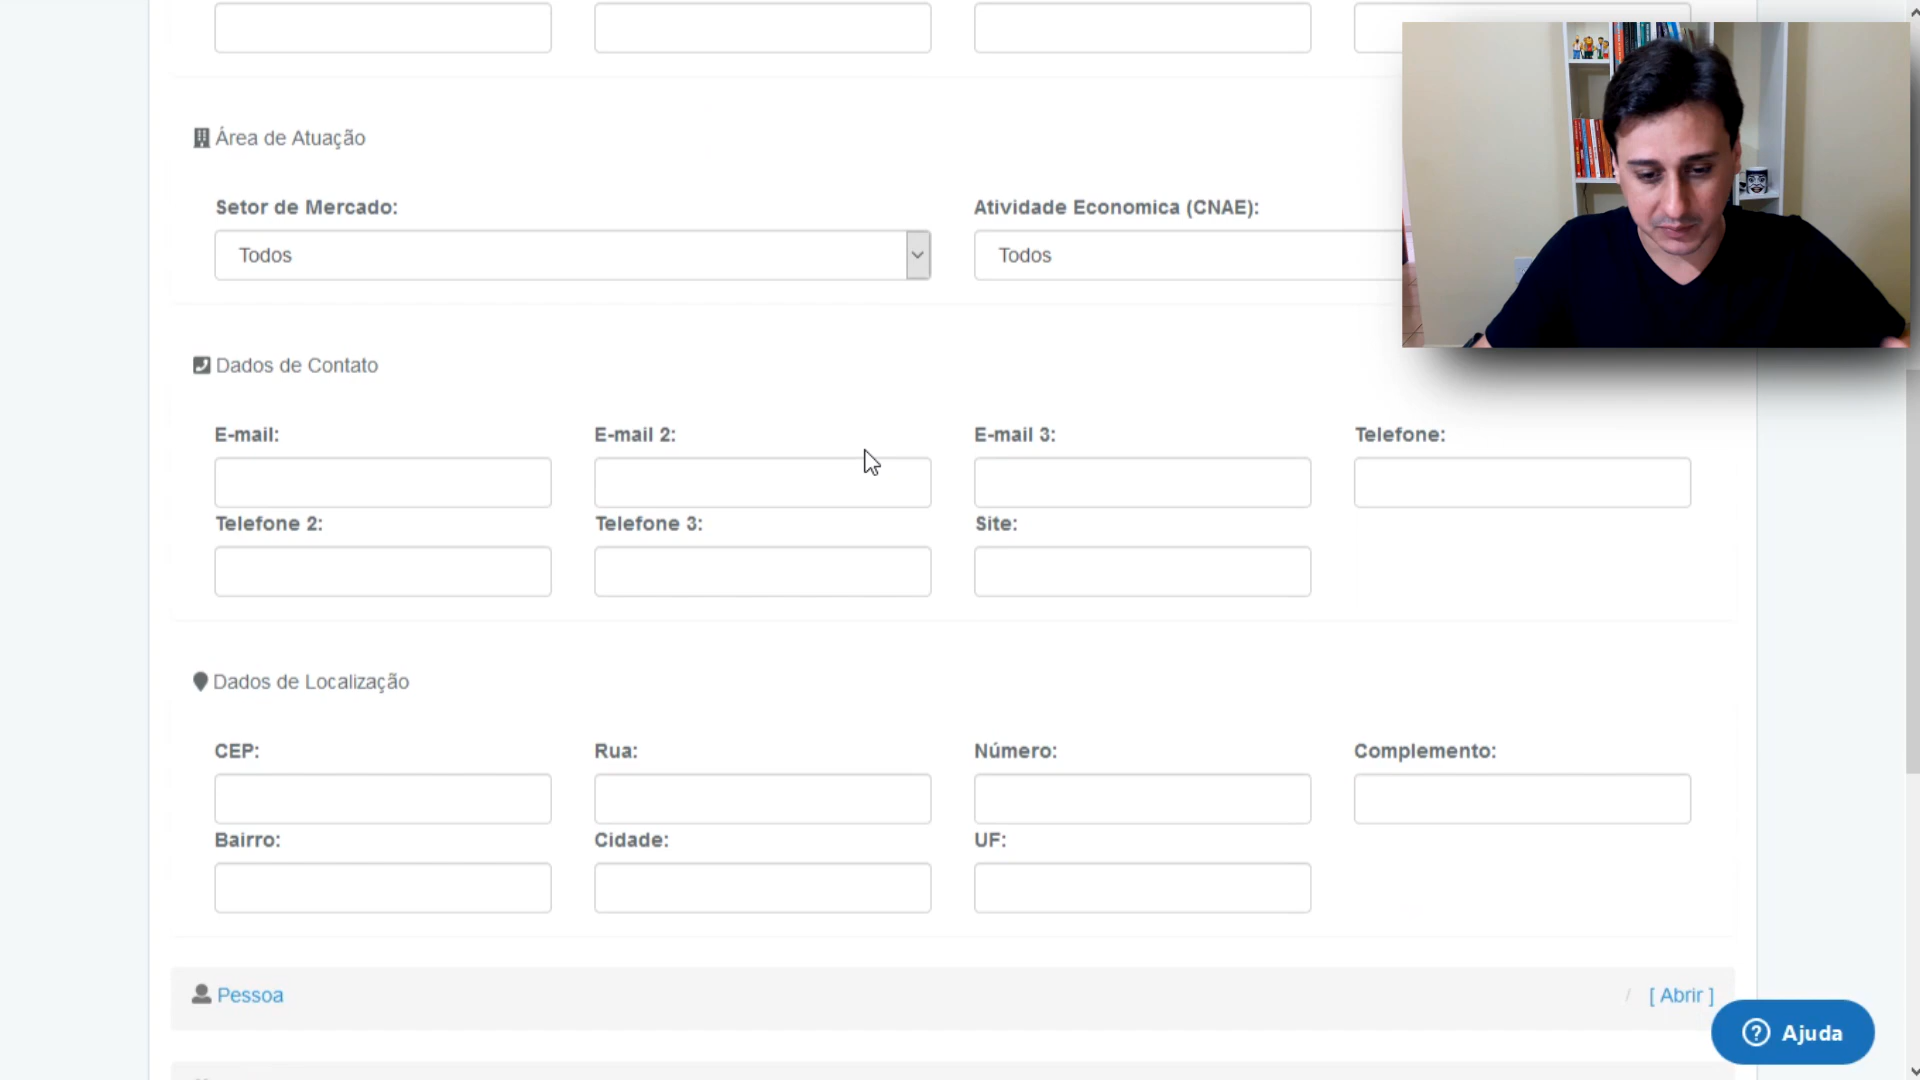 Área de Atuação
Setor de Mercado:
Atividade Economica (CNAE):
Todos
Todos
Dados de Contato
E-mail:
E-mail 2:
E-mail 3:
Telefone:
Telefone 2:
Telefone 3:
Site:
Dados de Localização
CEP:
Rua:
Número:
Complemento:
Bairro:
Cidade:
UF:
Pessoa
/ [ Abrir ]
Ajuda